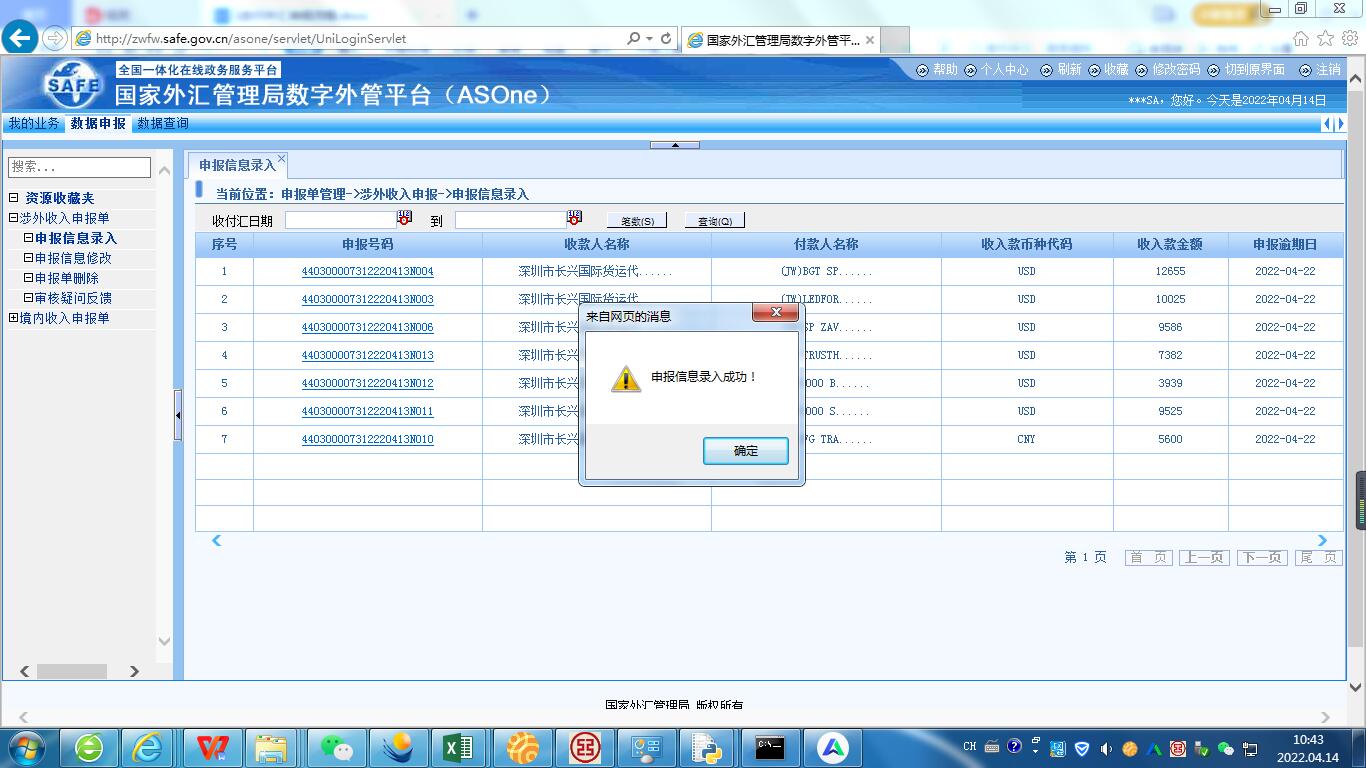 http://zwfw.safe.gov.cn/asone/servlet/UniLoginServlet
国家外汇管理局数字外管平...
SAFE
全国一体化在线政务服务平台
国家外汇管理局数字外管平台（ASOne）
帮助 个人中心 刷新 收藏 修改密码 切到原界面 注销
***SA，您好。今天是2022年04月14日
我的业务 数据申报 数据查询
搜索...
资源收藏夹
涉外收入申报单
申报信息录入
申报信息修改
申报单删除
审核疑问反馈
境内收入申报单
申报信息录入
当前位置：申报单管理->涉外收入申报->申报信息录入
收付汇日期 到 笔数(S) 查询(Q)
序号 申报号码 收款人名称 付款人名称 收入款币种代码 收入款金额 申报逾期日
1 440300007312220413N004 深圳市长兴国际货运代...... (JW)BGT SP...... USD 12655 2022-04-22
2 440300007312220413N003 深圳市长兴国际货运代...... (JW)LEDFOR...... USD 10025 2022-04-22
3 440300007312220413N006 深圳市长兴 SP ZAV...... USD 9586 2022-04-22
4 440300007312220413N013 深圳市长兴 TRUSTH...... USD 7382 2022-04-22
5 440300007312220413N012 深圳市长兴 000 B...... USD 3939 2022-04-22
6 440300007312220413N011 深圳市长兴 000 S...... USD 9525 2022-04-22
7 440300007312220413N010 深圳市长兴 FG TRA...... CNY 5600 2022-04-22
来自网页的消息
申报信息录入成功！
确定
第 1 页 首 页 上一页 下一页 尾 页
国家外汇管理局 版权所有
CH
10:43
2022.04.14